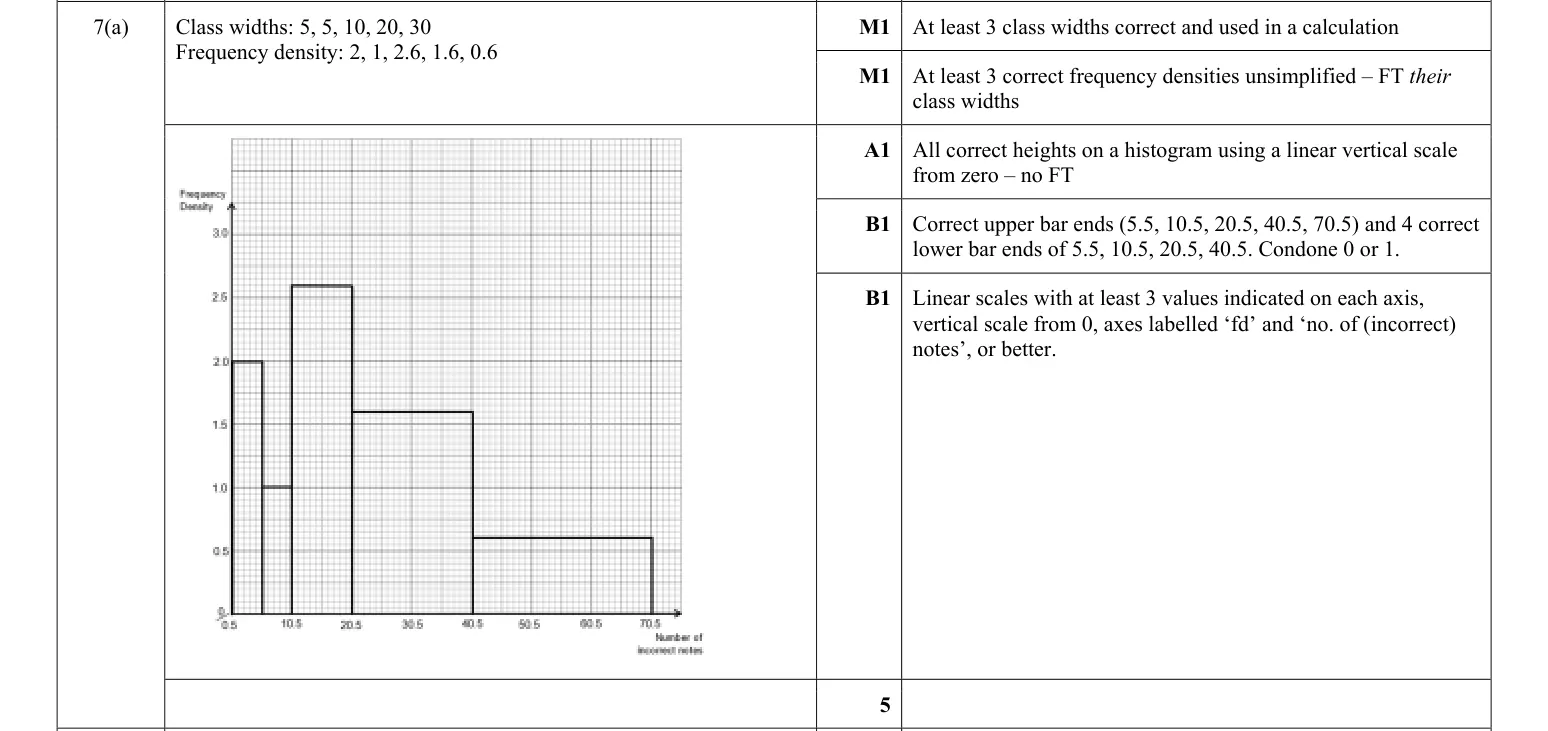 7(a)
Class widths: 5, 5, 10, 20, 30
Frequency density: 2, 1, 2.6, 1.6, 0.6
M1
At least 3 class widths correct and used in a calculation
M1
At least 3 correct frequency densities unsimplified – FT their
class widths
Frequency
Density
3.0
2.5
2.0
1.5
1.0
0.5
0
0.5 10.5 20.5 30.5 40.5 50.5 60.5 70.5
Number of
incorrect notes
A1
All correct heights on a histogram using a linear vertical scale
from zero – no FT
B1
Correct upper bar ends (5.5, 10.5, 20.5, 40.5, 70.5) and 4 correct
lower bar ends of 5.5, 10.5, 20.5, 40.5. Condone 0 or 1.
B1
Linear scales with at least 3 values indicated on each axis,
vertical scale from 0, axes labelled ‘fd’ and ‘no. of (incorrect)
notes’, or better.
5